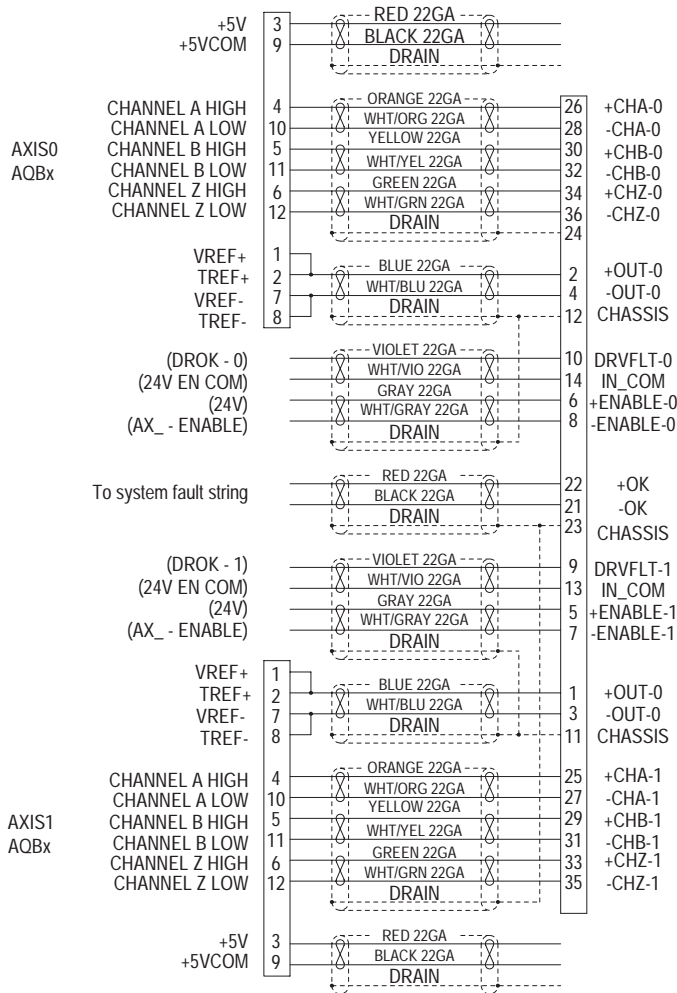 +5V 3 RED 22GA
+5VCOM 9 BLACK 22GA
DRAIN
CHANNEL A HIGH 4 ORANGE 22GA 26 +CHA-0
CHANNEL A LOW 10 WHT/ORG 22GA 28 -CHA-0
AXIS0 CHANNEL B HIGH 5 YELLOW 22GA 30 +CHB-0
AQBx CHANNEL B LOW 11 WHT/YEL 22GA 32 -CHB-0
CHANNEL Z HIGH 6 GREEN 22GA 34 +CHZ-0
CHANNEL Z LOW 12 WHT/GRN 22GA 36 -CHZ-0
DRAIN 24
VREF+ 1
TREF+ 2 BLUE 22GA 2 +OUT-0
VREF- 7 WHT/BLU 22GA 4 -OUT-0
TREF- 8 DRAIN 12 CHASSIS
(DROK - 0) VIOLET 22GA 10 DRVFLT-0
(24V EN COM) WHT/VIO 22GA 14 IN_COM
(24V) GRAY 22GA 6 +ENABLE-0
(AX_ - ENABLE) WHT/GRAY 22GA 8 -ENABLE-0
DRAIN
To system fault string RED 22GA 22 +OK
BLACK 22GA 21 -OK
DRAIN 23 CHASSIS
(DROK - 1) VIOLET 22GA 9 DRVFLT-1
(24V EN COM) WHT/VIO 22GA 13 IN_COM
(24V) GRAY 22GA 5 +ENABLE-1
(AX_ - ENABLE) WHT/GRAY 22GA 7 -ENABLE-1
DRAIN
VREF+ 1
TREF+ 2 BLUE 22GA 1 +OUT-0
VREF- 7 WHT/BLU 22GA 3 -OUT-0
TREF- 8 DRAIN 11 CHASSIS
CHANNEL A HIGH 4 ORANGE 22GA 25 +CHA-1
CHANNEL A LOW 10 WHT/ORG 22GA 27 -CHA-1
AXIS1 CHANNEL B HIGH 5 YELLOW 22GA 29 +CHB-1
AQBx CHANNEL B LOW 11 WHT/YEL 22GA 31 -CHB-1
CHANNEL Z HIGH 6 GREEN 22GA 33 +CHZ-1
CHANNEL Z LOW 12 WHT/GRN 22GA 35 -CHZ-1
DRAIN
+5V 3 RED 22GA
+5VCOM 9 BLACK 22GA
DRAIN